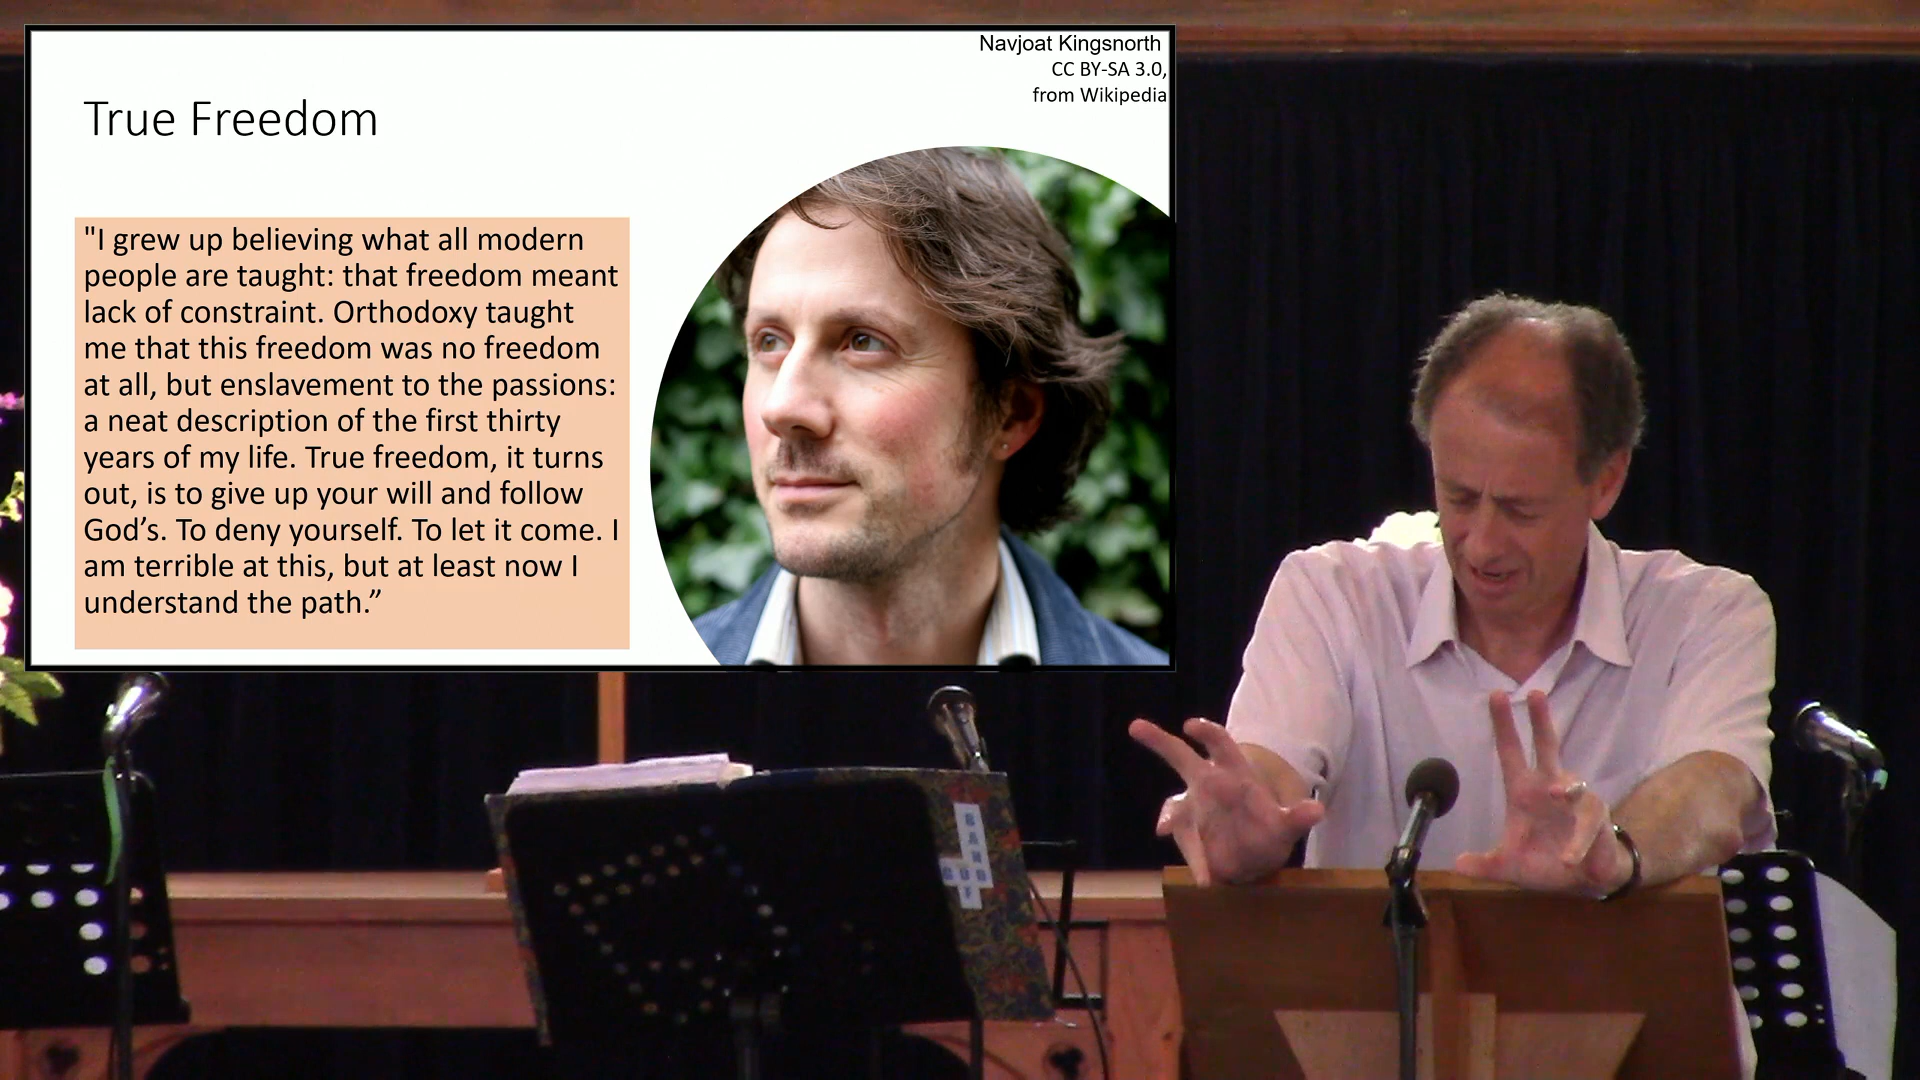 Navjoat Kingsnorth
CC BY-SA 3.0,
from Wikipedia
True Freedom
"I grew up believing what all modern
people are taught: that freedom meant
lack of constraint. Orthodoxy taught
me that this freedom was no freedom
at all, but enslavement to the passions:
a neat description of the first thirty
years of my life. True freedom, it turns
out, is to give up your will and follow
God’s. To deny yourself. To let it come. I
am terrible at this, but at least now I
understand the path.”